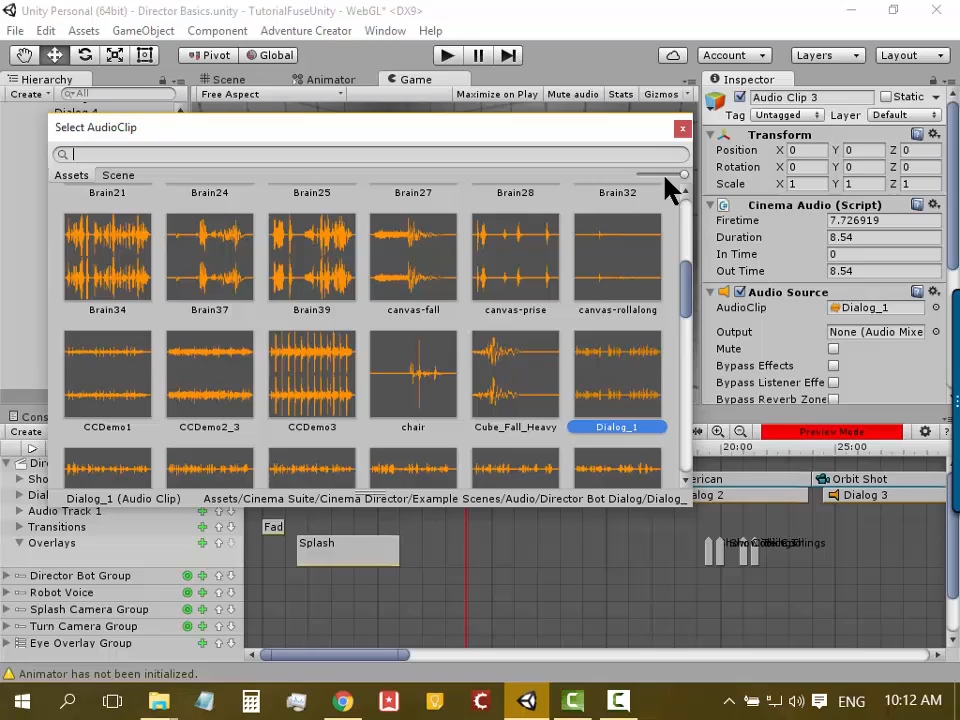 Unity Personal (64bit) - Director Basics.unity - TutorialFuseUnity - WebGL* <DX9>
File Edit Assets GameObject Component Adventure Creator Window Help
Pivot Global Account Layers Layout
Hierarchy Scene Animator Game Inspector
Create All Free Aspect Maximize on Play Mute audio Stats Gizmos Audio Clip 3 Static
Tag Untagged Layer Default
Select AudioClip
Transform
Position X 0 Y 0 Z 0
Rotation X 0 Y 0 Z 0
Scale X 1 Y 1 Z 1
Assets Scene
Brain21 Brain24 Brain25 Brain27 Brain28 Brain32
Cinema Audio (Script)
Firetime 7.726919
Duration 8.54
In Time 0
Out Time 8.54
Audio Source
AudioClip Dialog_1
Brain34 Brain37 Brain39 canvas-fall canvas-prise canvas-rollalong
Output None (Audio Mixe
Mute
Bypass Effects
Bypass Listener Effe
Bypass Reverb Zone
CCDemo1 CCDemo2_3 CCDemo3 chair Cube_Fall_Heavy Dialog_1
Cons
Create
20:00 25:00 Preview Mode
Dire
Sho
erican Orbit Shot
Dial
log 2 Dialog 3
Dialog_1 (Audio Clip) Assets/Cinema Suite/Cinema Director/Example Scenes/Audio/Director Bot Dialog/Dialog_
Audio Track 1
Transitions Fad
Overlays Splash
Director Bot Group
Robot Voice
Splash Camera Group
Turn Camera Group
Eye Overlay Group
Animator has not been initialized.
ENG 10:12 AM